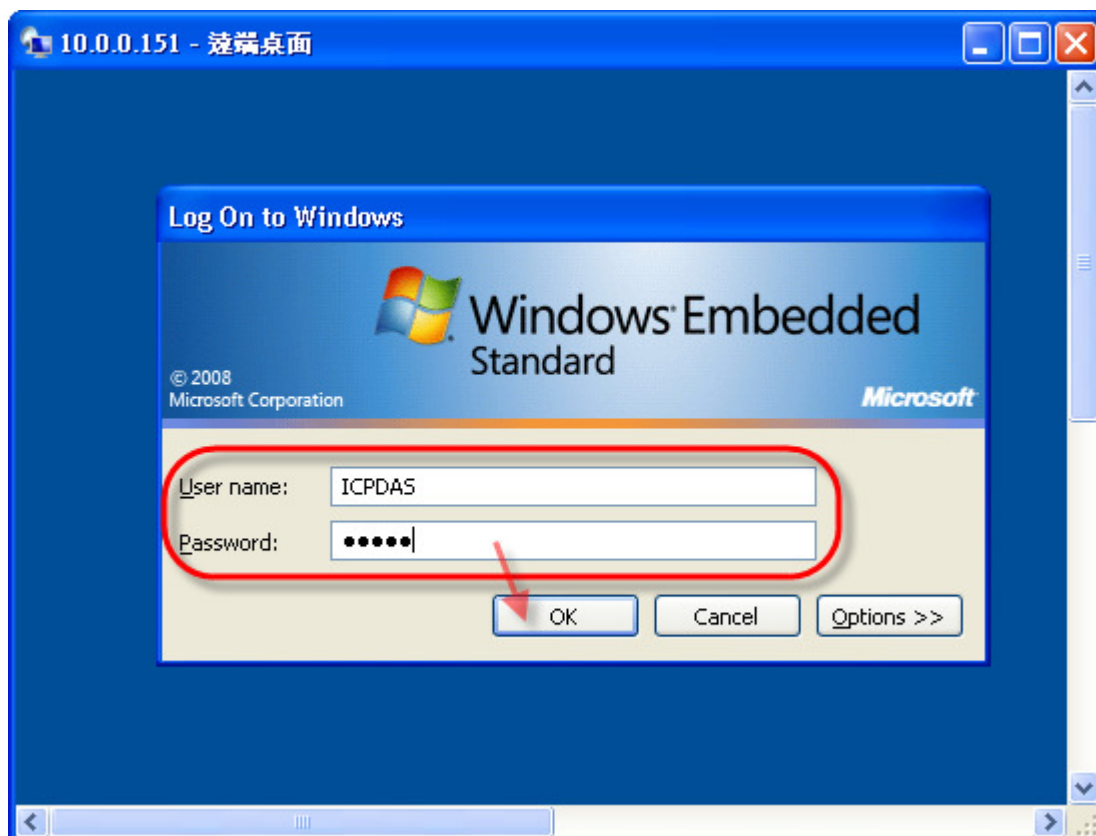 10.0.0.151 - 遠端桌面
Log On to Windows
Windows Embedded
Standard
© 2008
Microsoft Corporation
Microsoft
User name: ICPDAS
Password: ●●●●●
OK Cancel Options >>